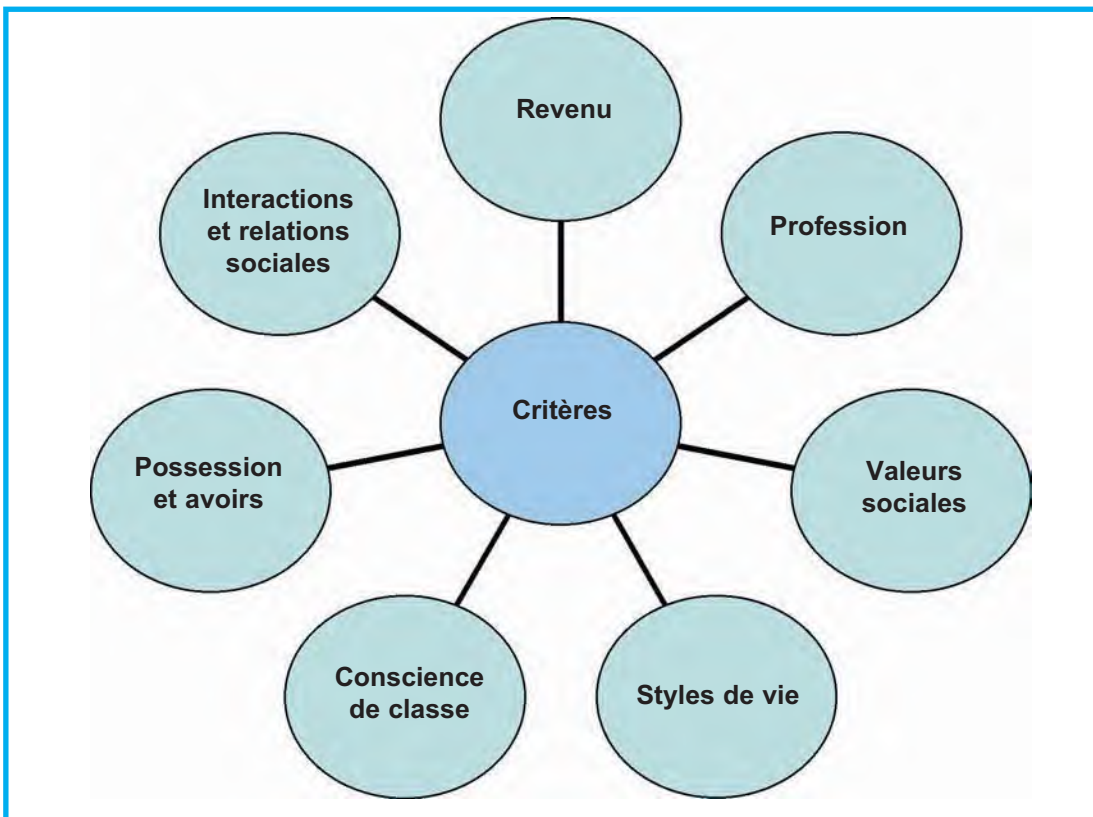 Revenu
Profession
Valeurs
sociales
Styles de vie
Conscience
de classe
Possession
et avoirs
Interactions
et relations
sociales
Critères